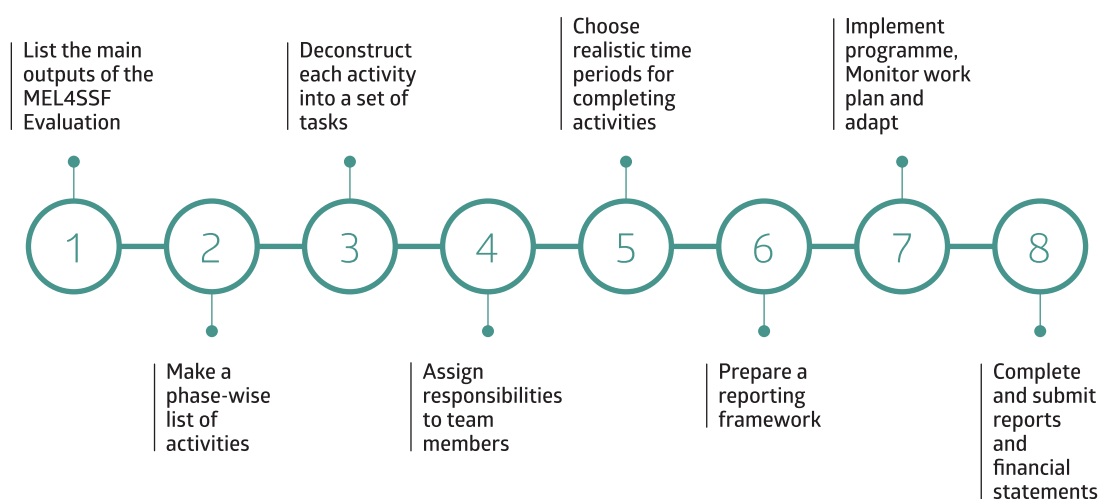 List the main
outputs of the
MEL4SSF
Evaluation
Deconstruct
each activity
into a set of
tasks
Choose
realistic time
periods for
completing
activities
Implement
programme,
Monitor work
plan and
adapt
1
2
3
4
5
6
7
8
Make a
phase-wise
list of
activities
Assign
responsibilities
to team
members
Prepare a
reporting
framework
Complete
and submit
reports
and
financial
statements